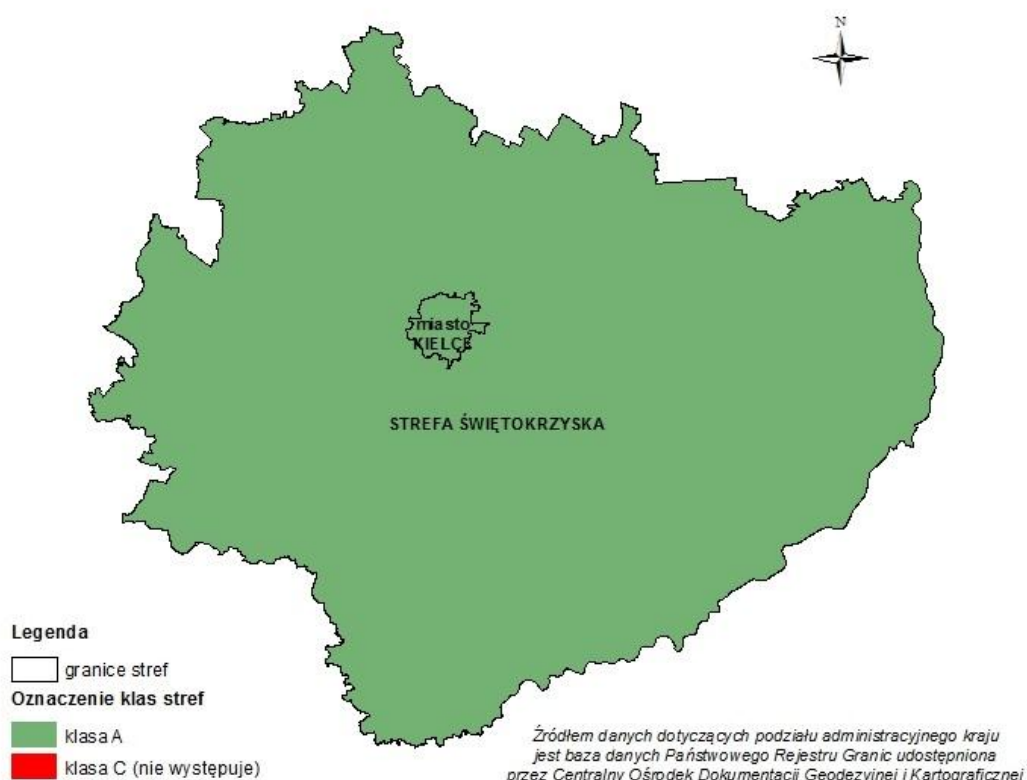 N
miasto
KIELCE
STREFA ŚWIĘTOKRZYSKA
Legenda
granice stref
Oznaczenie klas stref
klasa A
klasa C (nie występuje)
Źródłem danych dotyczących podziału administracyjnego kraju
jest baza danych Państwowego Rejestru Granic udostępniona
przez Centralny Ośrodek Dokumentacji Geodezyjnej i Kartograficznej